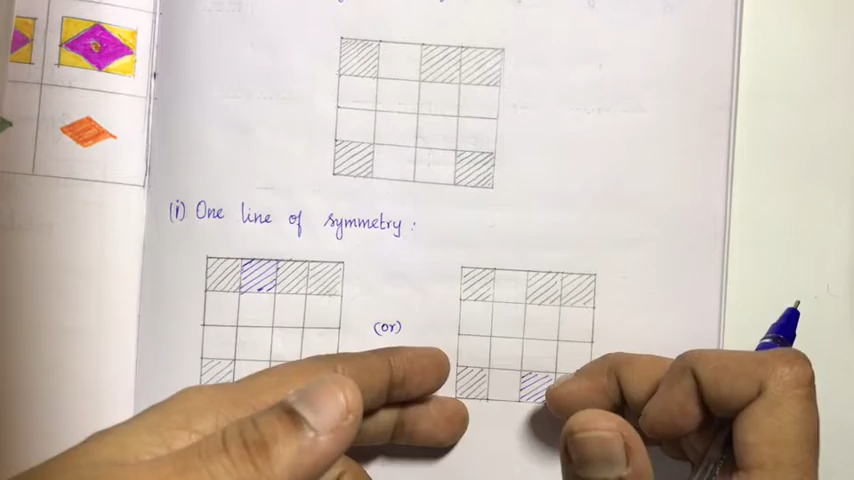 (i) One line of symmetry :
(or)